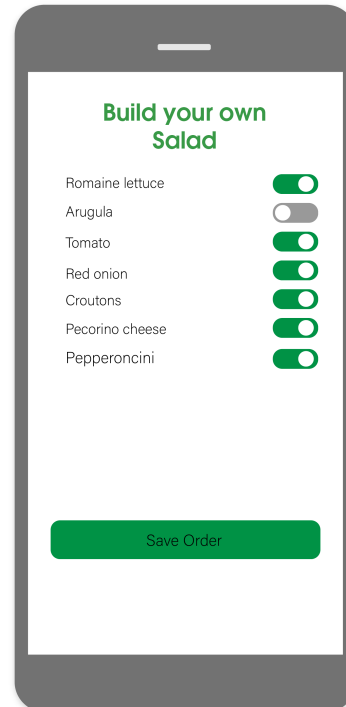 Build your own
Salad
Romaine lettuce
Arugula
Tomato
Red onion
Croutons
Pecorino cheese
Pepperoncini
Save Order